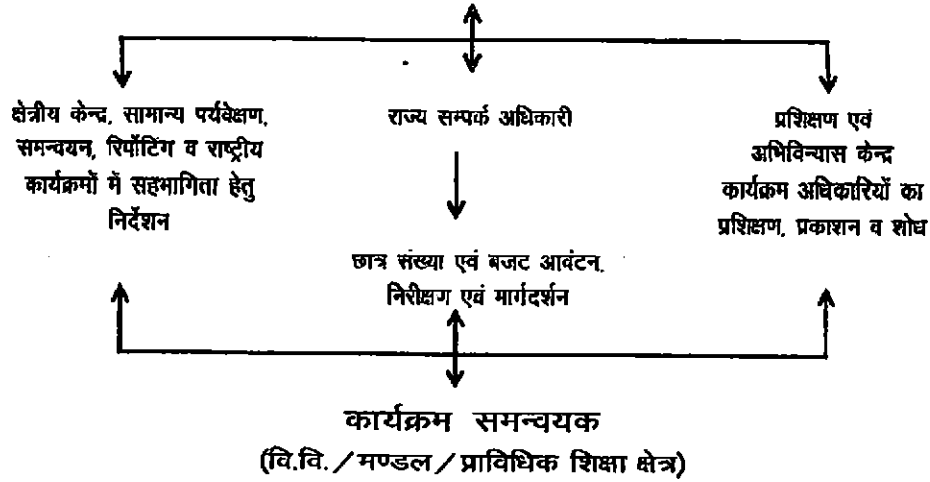 क्षेत्रीय केन्द्र, सामान्य पर्यवेक्षण,
समन्वयन, रिपोंटिंग व राष्ट्रीय
कार्यक्रमों में सहभागिता हेतु
निर्देशन
राज्य सम्पर्क अधिकारी
छात्र संख्या एवं बजट आवंटन,
निरीक्षण एवं मार्गदर्शन
प्रशिक्षण एवं
अभिविन्यास केन्द्र
कार्यक्रम अधिकारियों का
प्रशिक्षण, प्रकाशन व शोध
कार्यक्रम समन्वयक
(वि.वि./मण्डल/प्राविधिक शिक्षा क्षेत्र)